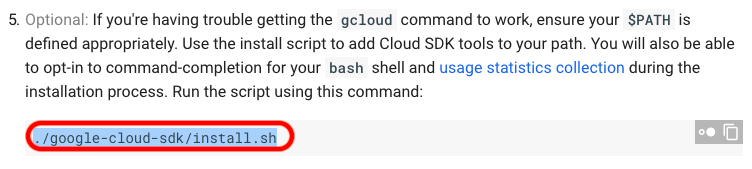 5. Optional: If you're having trouble getting the gcloud command to work, ensure your $PATH is
defined appropriately. Use the install script to add Cloud SDK tools to your path. You will also be able
to opt-in to command-completion for your bash shell and usage statistics collection during the
installation process. Run the script using this command:
./google-cloud-sdk/install.sh